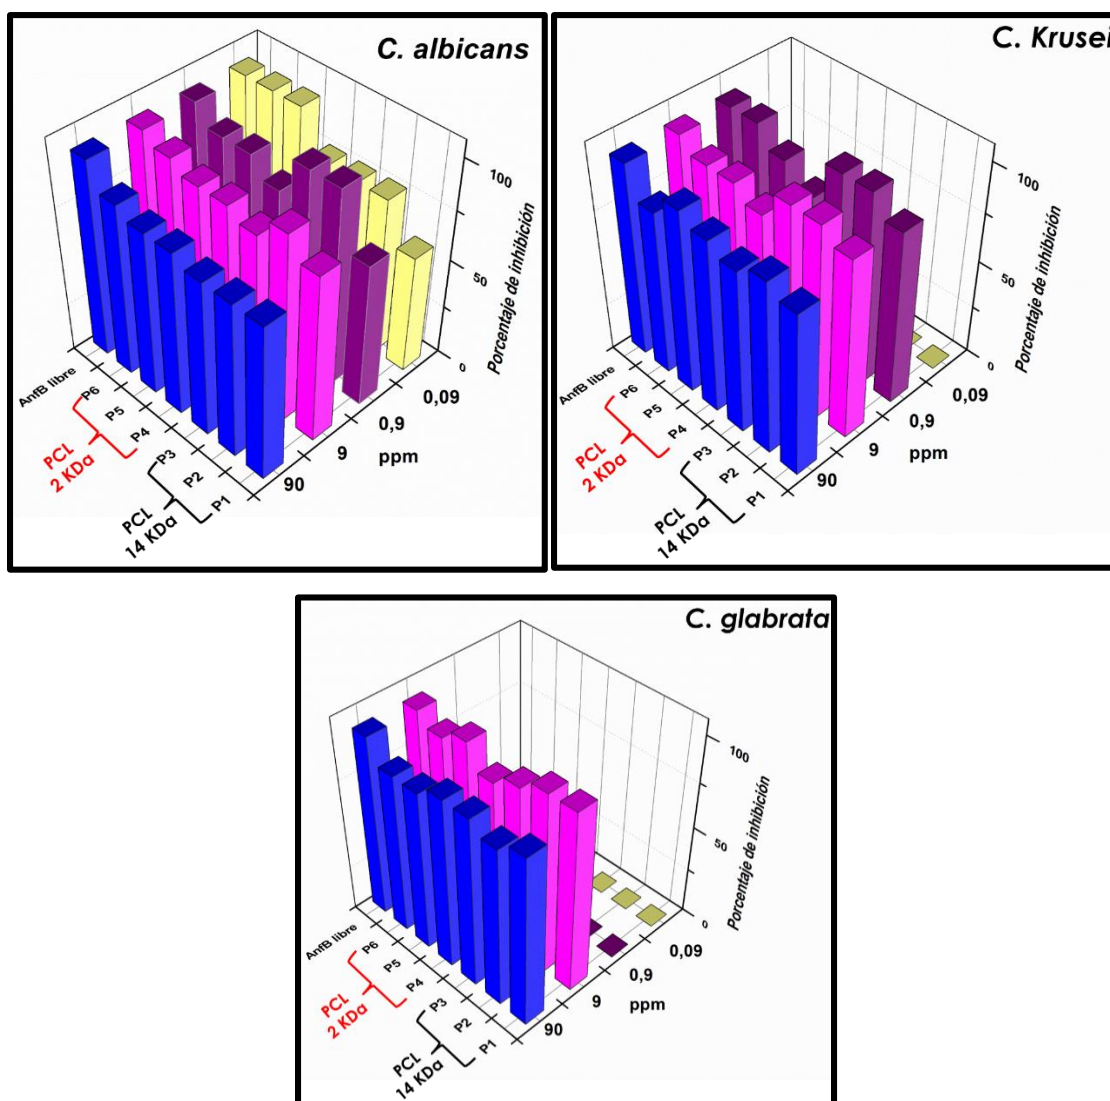 C. albicans
100
50
0
Porcentaje de inhibición
0,09
0,9
9
90
ppm
AnfB libre
P6
P5
P4
P3
P2
P1
PCL
2 KDa
PCL
14 KDa
C. Krusei
100
50
0
Porcentaje de inhibición
0,09
0,9
9
90
ppm
AnfB libre
P6
P5
P4
P3
P2
P1
PCL
2 KDa
PCL
14 KDa
C. glabrata
100
50
0
Porcentaje de inhibición
0,09
0,9
9
90
ppm
AnfB libre
P6
P5
P4
P3
P2
P1
PCL
2 KDa
PCL
14 KDa